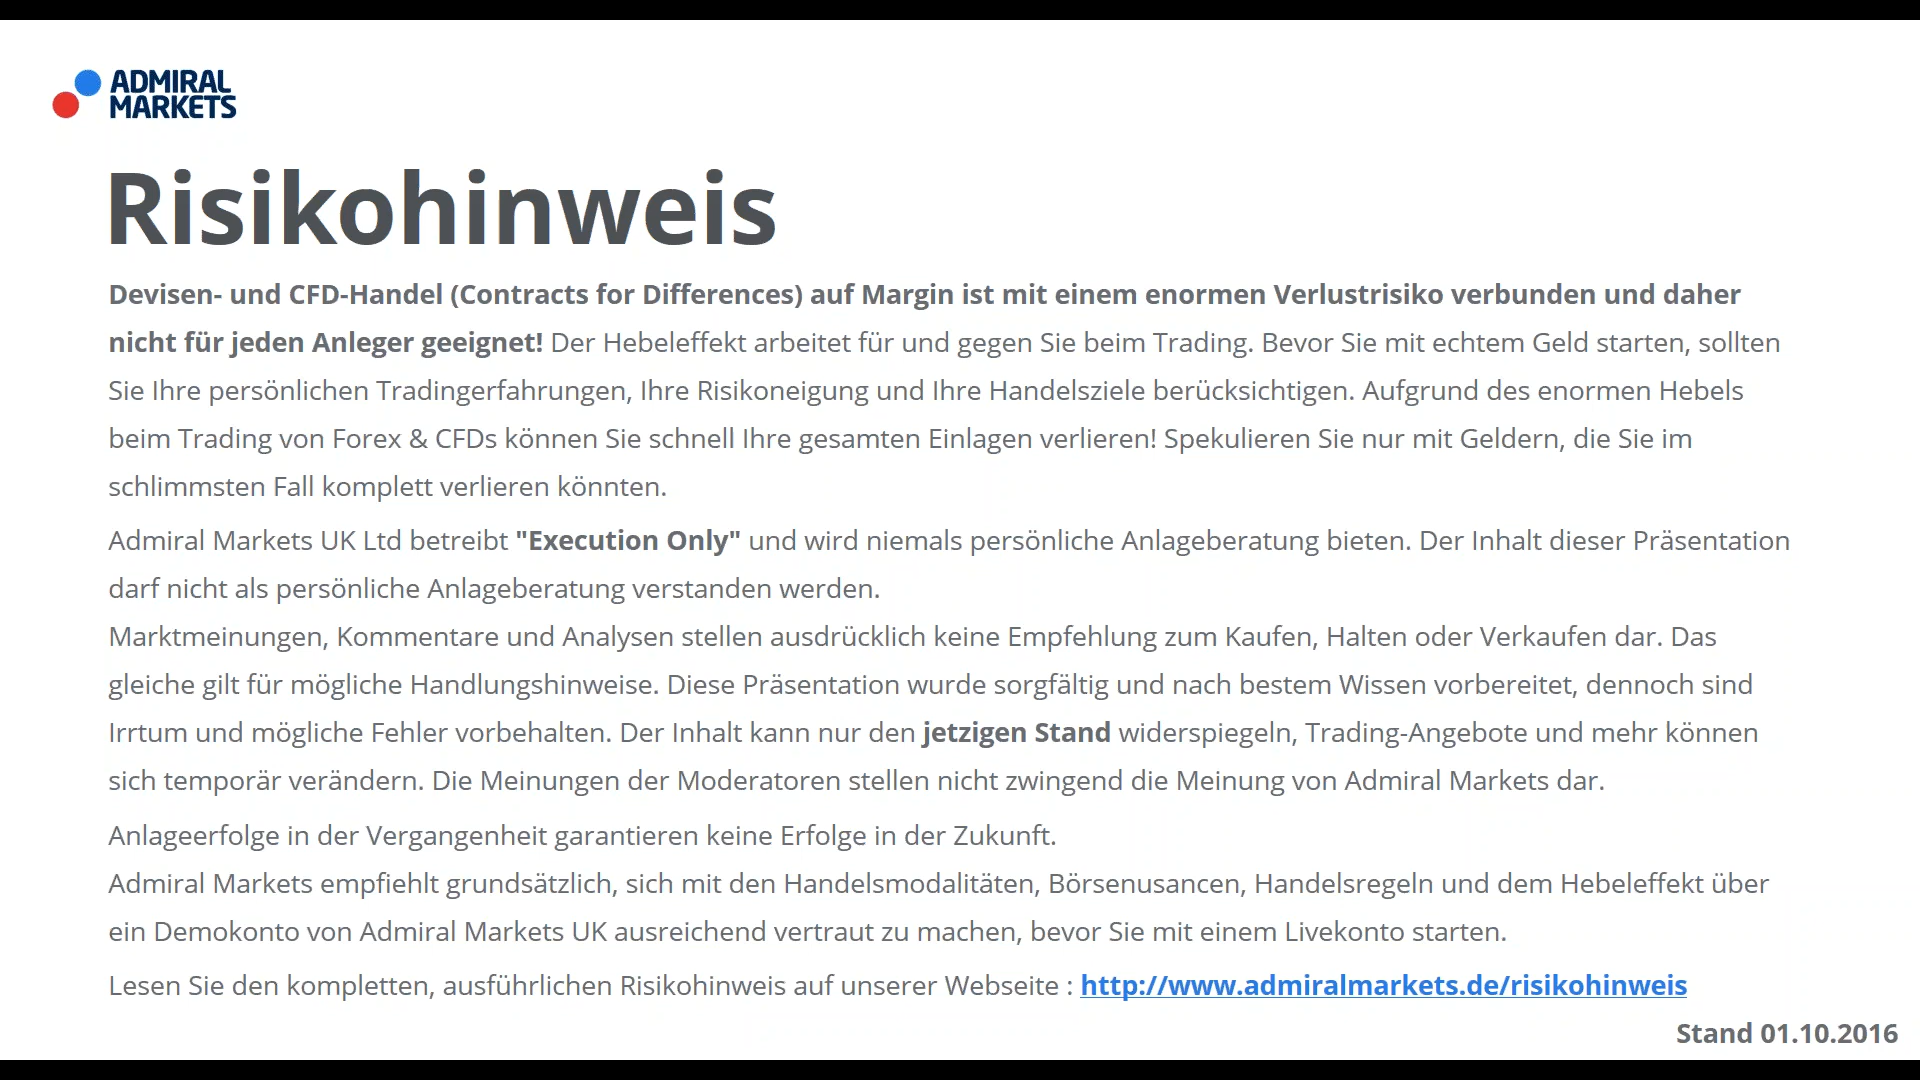 ADMIRAL
MARKETS
Risikohinweis
Devisen- und CFD-Handel (Contracts for Differences) auf Margin ist mit einem enormen Verlustrisiko verbunden und daher
nicht für jeden Anleger geeignet! Der Hebeleffekt arbeitet für und gegen Sie beim Trading. Bevor Sie mit echtem Geld starten, sollten
Sie Ihre persönlichen Tradingerfahrungen, Ihre Risikoneigung und Ihre Handelsziele berücksichtigen. Aufgrund des enormen Hebels
beim Trading von Forex & CFDs können Sie schnell Ihre gesamten Einlagen verlieren! Spekulieren Sie nur mit Geldern, die Sie im
schlimmsten Fall komplett verlieren könnten.
Admiral Markets UK Ltd betreibt "Execution Only" und wird niemals persönliche Anlageberatung bieten. Der Inhalt dieser Präsentation
darf nicht als persönliche Anlageberatung verstanden werden.
Marktmeinungen, Kommentare und Analysen stellen ausdrücklich keine Empfehlung zum Kaufen, Halten oder Verkaufen dar. Das
gleiche gilt für mögliche Handlungshinweise. Diese Präsentation wurde sorgfältig und nach bestem Wissen vorbereitet, dennoch sind
Irrtum und mögliche Fehler vorbehalten. Der Inhalt kann nur den jetzigen Stand widerspiegeln, Trading-Angebote und mehr können
sich temporär verändern. Die Meinungen der Moderatoren stellen nicht zwingend die Meinung von Admiral Markets dar.
Anlageerfolge in der Vergangenheit garantieren keine Erfolge in der Zukunft.
Admiral Markets empfiehlt grundsätzlich, sich mit den Handelsmodalitäten, Börsenusancen, Handelsregeln und dem Hebeleffekt über
ein Demokonto von Admiral Markets UK ausreichend vertraut zu machen, bevor Sie mit einem Livekonto starten.
Lesen Sie den kompletten, ausführlichen Risikohinweis auf unserer Webseite : http://www.admiralmarkets.de/risikohinweis
Stand 01.10.2016